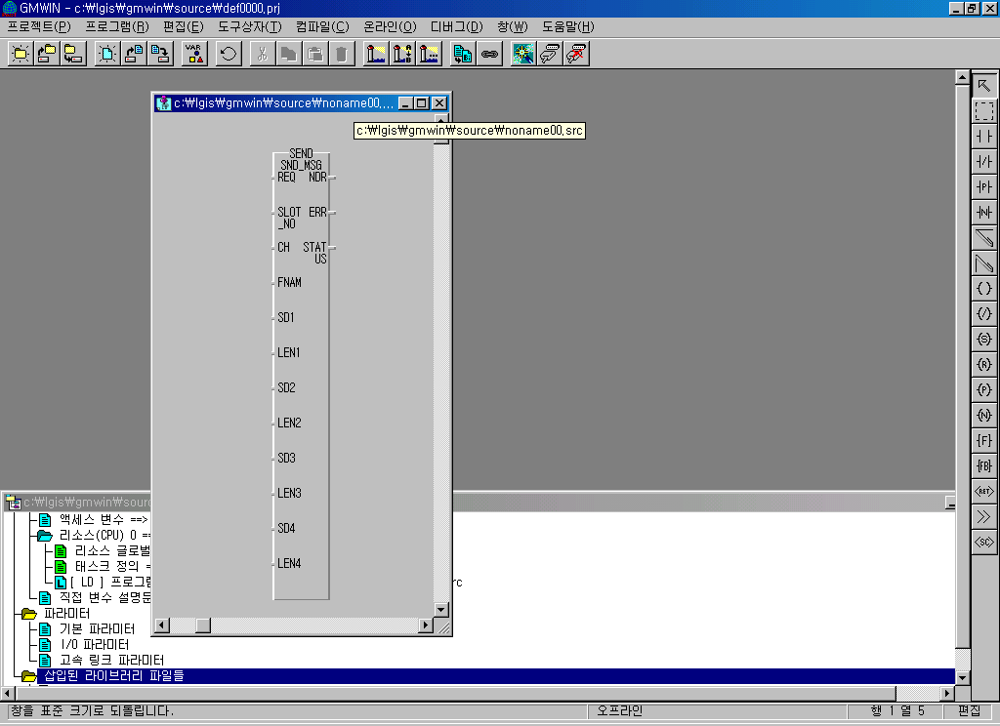 GMWIN - c:\lgis\gmwin\source\def0000.prj
프로젝트(P) 프로그램(R) 편집(E) 도구상자(T) 컴파일(C) 온라인(O) 디버그(D) 창(W) 도움말(H)
VAR
c:₩lgis₩gmwin₩source₩noname00....
c:₩lgis₩gmwin₩source₩noname00.src
SEND
SND_MSG
REQ NDR
SLOT ERR
_NO
CH STAT
US
FNAM
SD1
LEN1
SD2
LEN2
SD3
LEN3
SD4
LEN4
P
N
( )
(/)
(S)
(R)
(P)
(N)
{F}
{FB}
<RET>
>>
<SC>
c:₩lgis₩gmwin₩sour
액세스 변수 ==>
리소스(CPU) 0 ==
리소스 글로벌
태스크 정의 =
[ LD ] 프로그램
rc
직접 변수 설명문
파라미터
기본 파라미터
I/O 파라미터
고속 링크 파라미터
삽입된 라이브러리 파일들
창을 표준 크기로 되돌립니다.
오프라인
행 1 열 5
편집